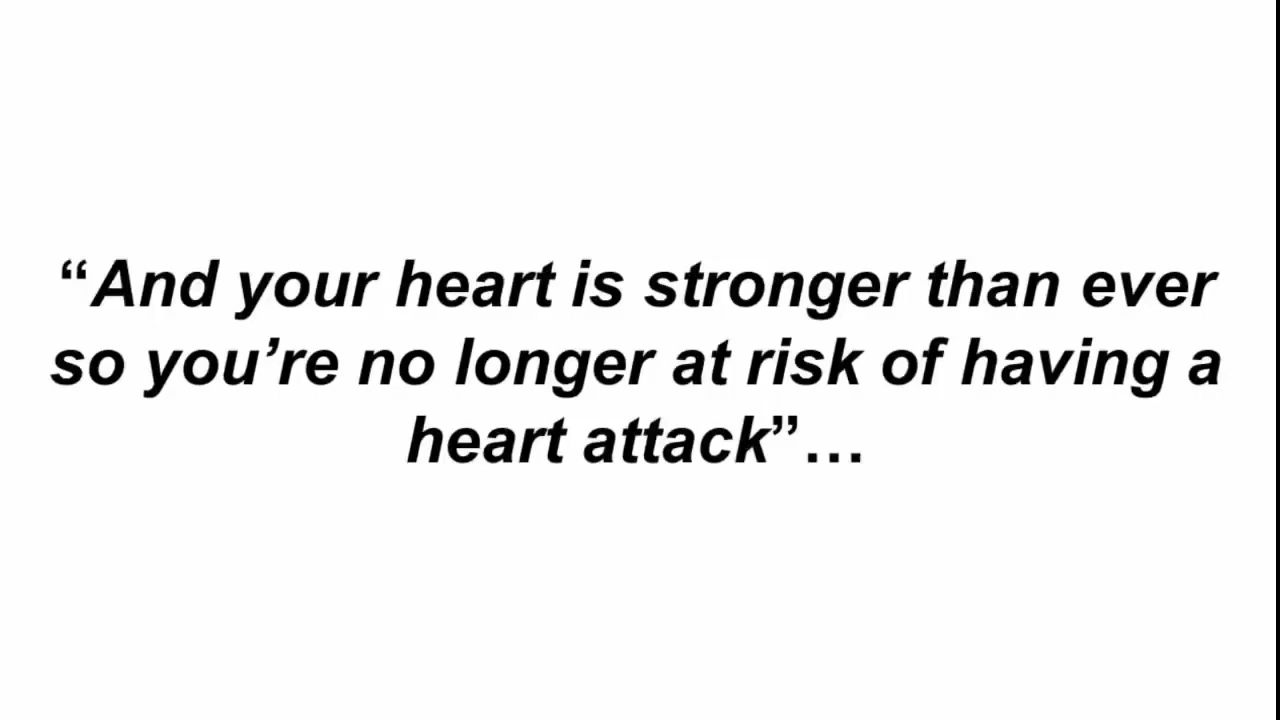 “And your heart is stronger than ever
so you’re no longer at risk of having a
heart attack”...